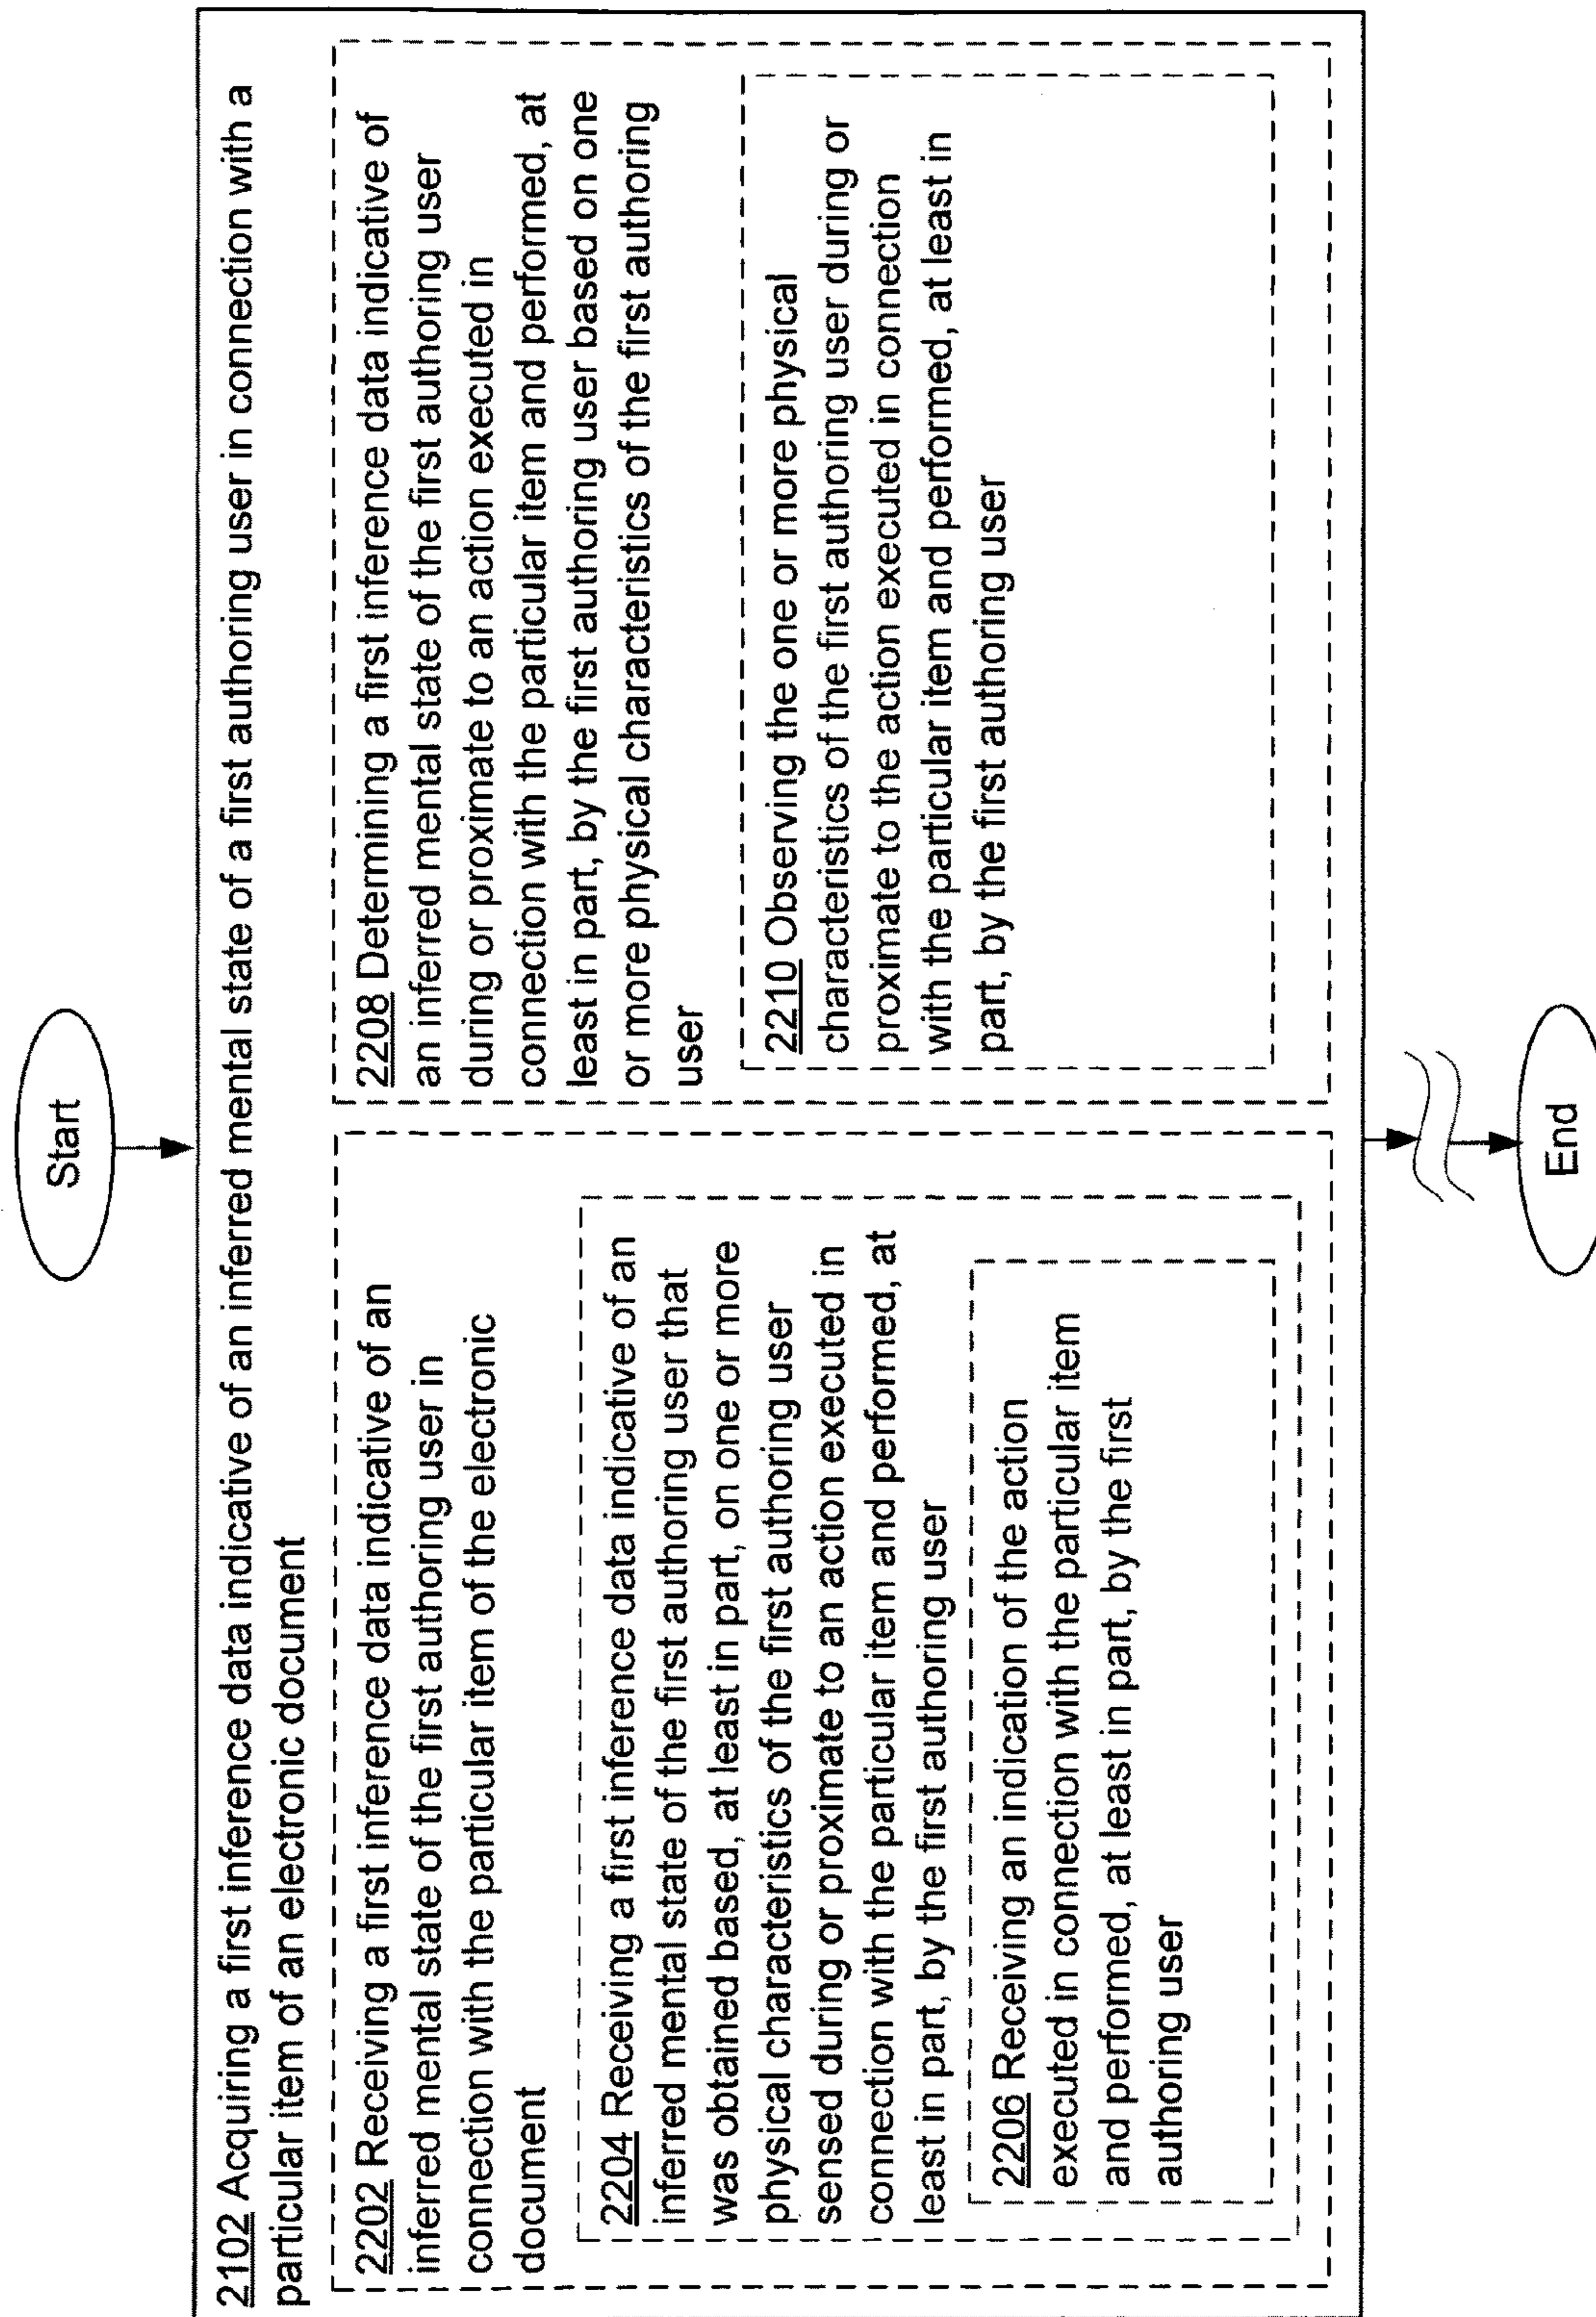 Start
2102 Acquiring a first inference data indicative of an inferred mental state of a first authoring user in connection with a
particular item of an electronic document
2202 Receiving a first inference data indicative of an
inferred mental state of the first authoring user in
connection with the particular item of the electronic
document
2204 Receiving a first inference data indicative of an
inferred mental state of the first authoring user that
was obtained based, at least in part, on one or more
physical characteristics of the first authoring user
sensed during or proximate to an action executed in
connection with the particular item and performed, at
least in part, by the first authoring user
2206 Receiving an indication of the action
executed in connection with the particular item
and performed, at least in part, by the first
authoring user
2208 Determining a first inference data indicative of
an inferred mental state of the first authoring user
during or proximate to an action executed in
connection with the particular item and performed, at
least in part, by the first authoring user based on one
or more physical characteristics of the first authoring
user
2210 Observing the one or more physical
characteristics of the first authoring user during or
proximate to the action executed in connection
with the particular item and performed, at least in
part, by the first authoring user
End